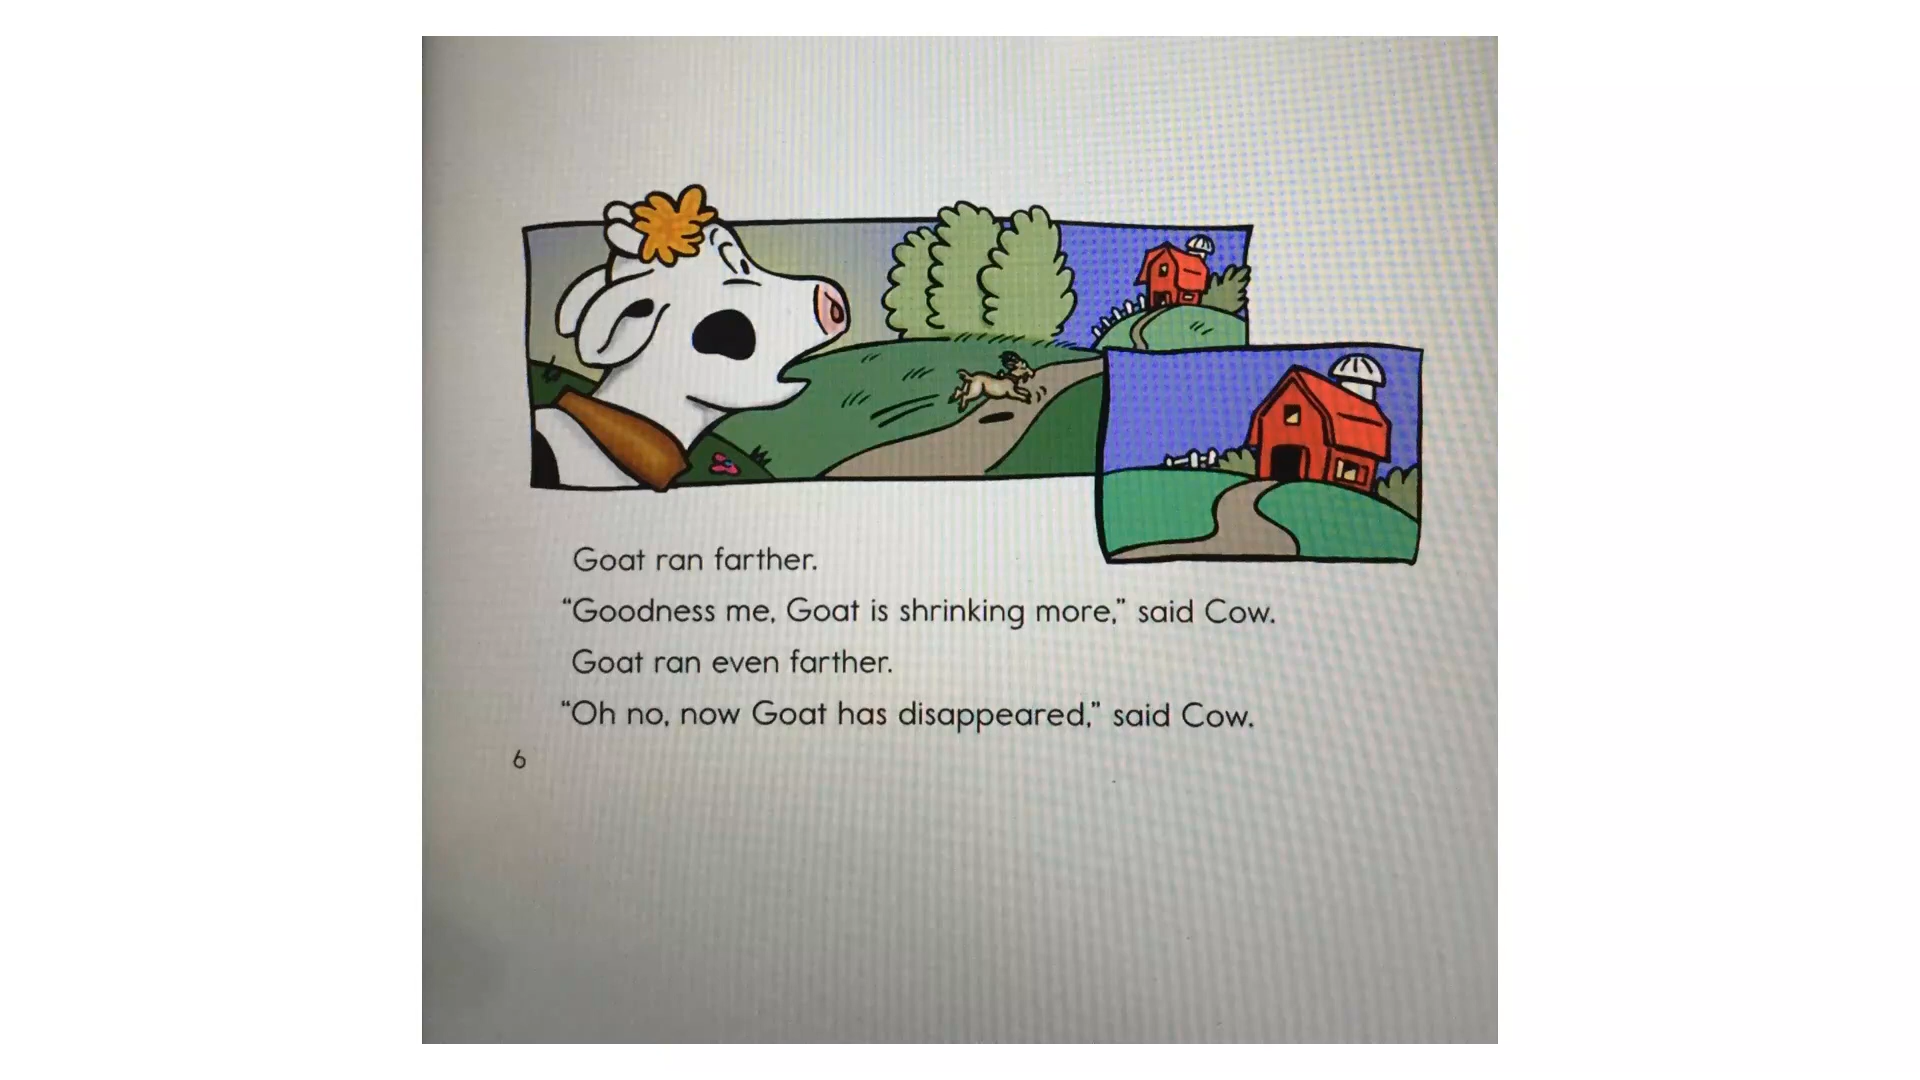 Goat ran farther.
“Goodness me, Goat is shrinking more,” said Cow.
Goat ran even farther.
“Oh no, now Goat has disappeared,” said Cow.
6